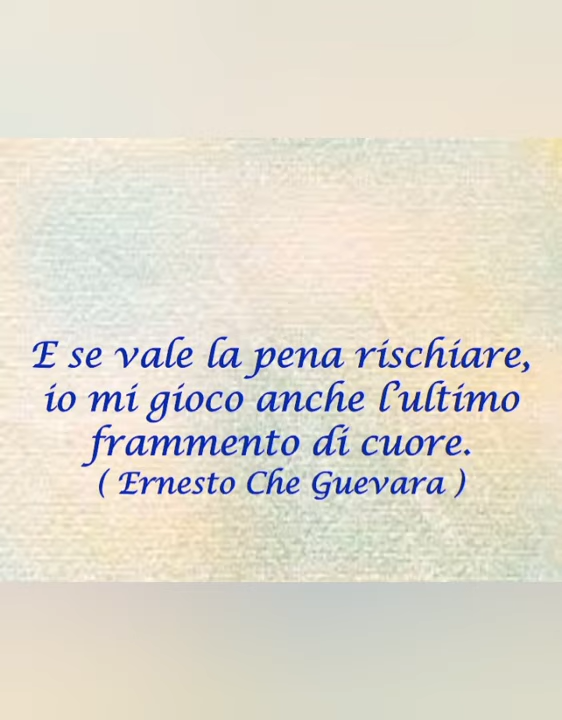 E se vale la pena rischiare,
io mi gioco anche l'ultimo
frammento di cuore.
( Ernesto Che Guevara )